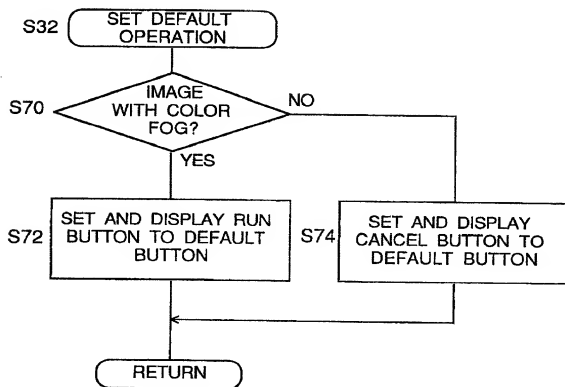 S32
SET DEFAULT
OPERATION
S70
IMAGE
WITH COLOR
FOG?
NO
YES
S72
SET AND DISPLAY RUN
BUTTON TO DEFAULT
BUTTON
S74
SET AND DISPLAY
CANCEL BUTTON TO
DEFAULT BUTTON
RETURN